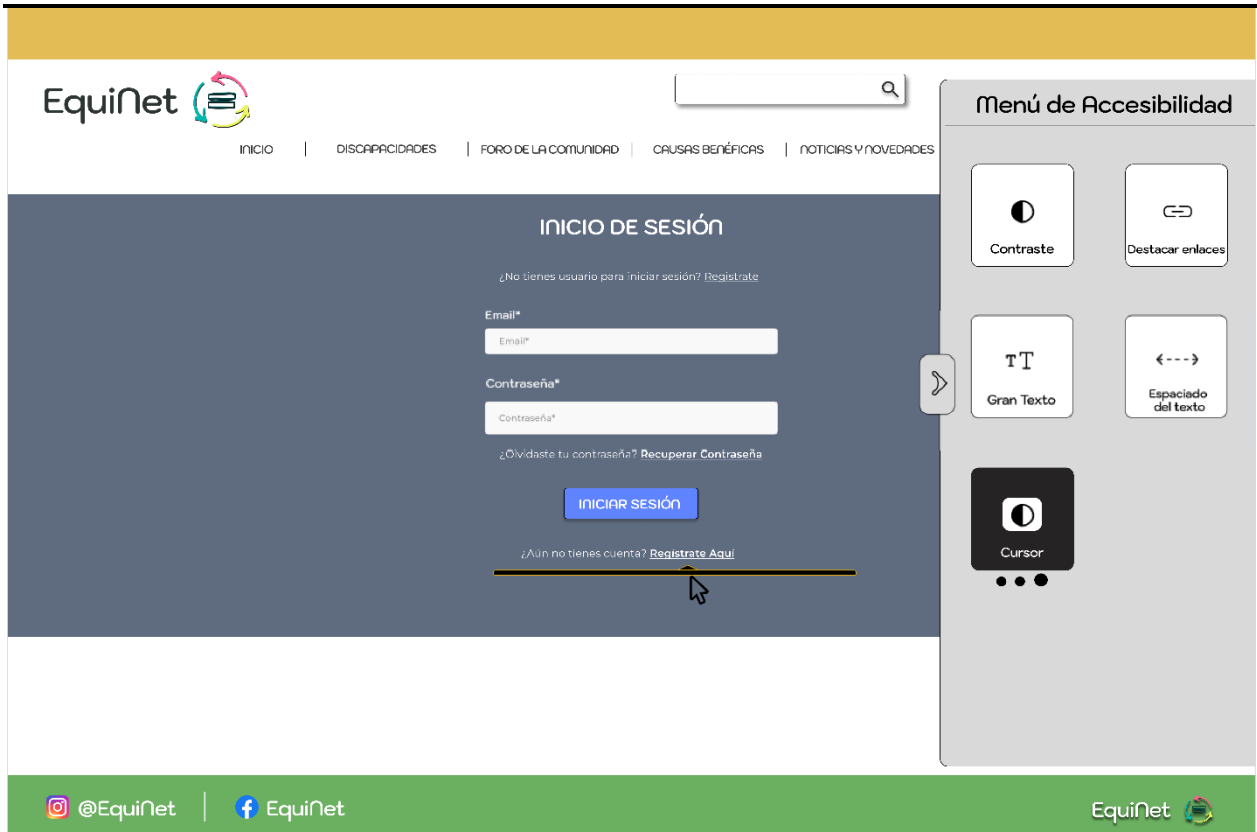 EquiNet
INICIO | DISCAPACIDADES | FORO DE LA COMUNIDAD | CAUSAS BENÉFICAS | NOTICIAS Y NOVEDADES
INICIO DE SESIÓN
¿No tienes usuario para iniciar sesión? Registrate
Email*
Email*
Contraseña*
Contraseña*
¿Olvidaste tu contraseña? Recuperar Contraseña
INICIAR SESIÓN
¿Aún no tienes cuenta? Registrate Aquí
Menú de Accesibilidad
Contraste
Destacar enlaces
TT
Gran Texto
Espaciado
del texto
Cursor
@EquiNet | EquiNet
EquiNet